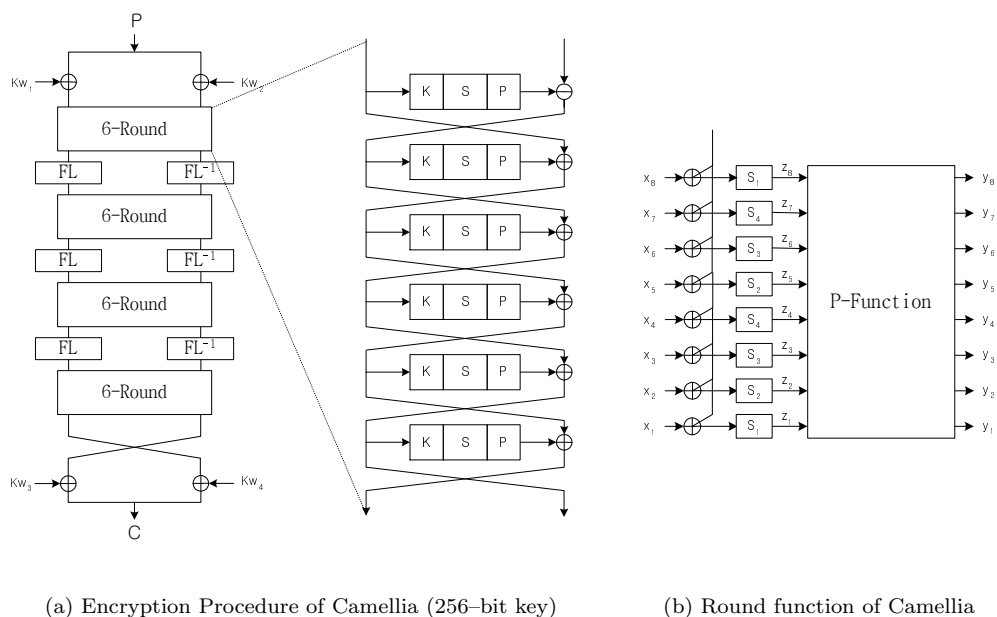 P
Kw₁
Kw₂
6-Round
FL
FL⁻¹
6-Round
FL
FL⁻¹
6-Round
FL
FL⁻¹
6-Round
Kw₃
Kw₄
C
K S P
K S P
K S P
K S P
K S P
K S P
x₈ S₁ z₈ y₈
x₇ S₄ z₇ y₇
x₆ S₃ z₆ y₆
x₅ S₂ z₅ y₅
P-Function
x₄ S₄ z₄ y₄
x₃ S₃ z₃ y₃
x₂ S₂ z₂ y₂
x₁ S₁ z₁ y₁
(a) Encryption Procedure of Camellia (256–bit key)
(b) Round function of Camellia